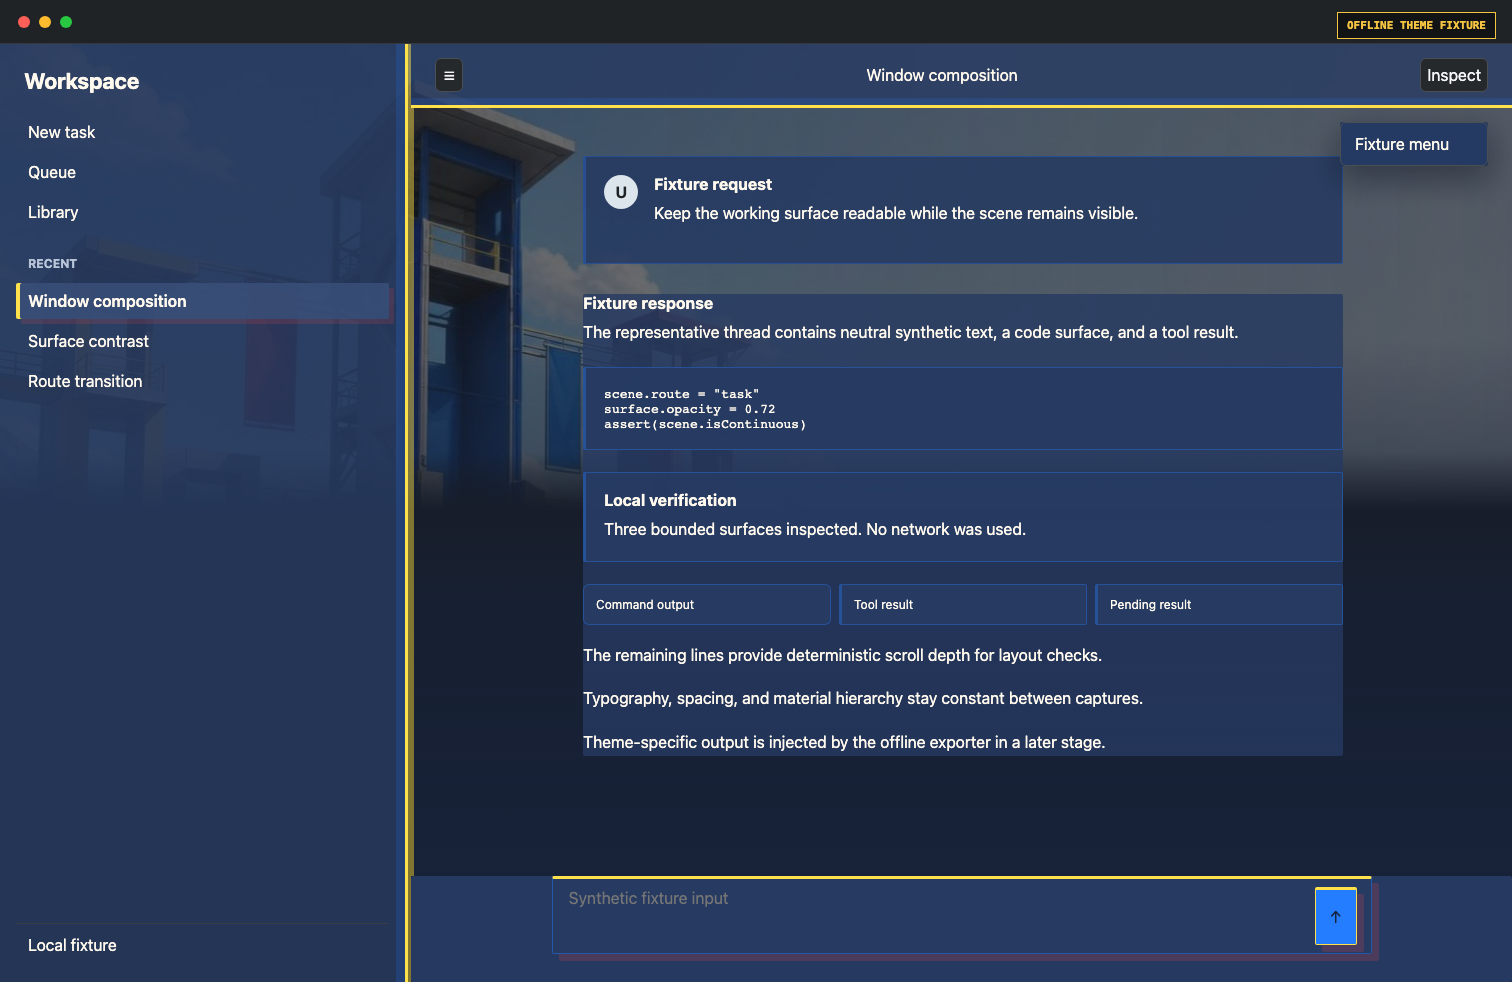 OFFLINE THEME FIXTURE
Workspace
New task
Queue
Library
RECENT
Window composition
Surface contrast
Route transition
Local fixture
Window composition
Inspect
Fixture menu
U
Fixture request
Keep the working surface readable while the scene remains visible.
Fixture response
The representative thread contains neutral synthetic text, a code surface, and a tool result.
scene.route = "task"
surface.opacity = 0.72
assert(scene.isContinuous)
Local verification
Three bounded surfaces inspected. No network was used.
Command output
Tool result
Pending result
The remaining lines provide deterministic scroll depth for layout checks.
Typography, spacing, and material hierarchy stay constant between captures.
Theme-specific output is injected by the offline exporter in a later stage.
Synthetic fixture input